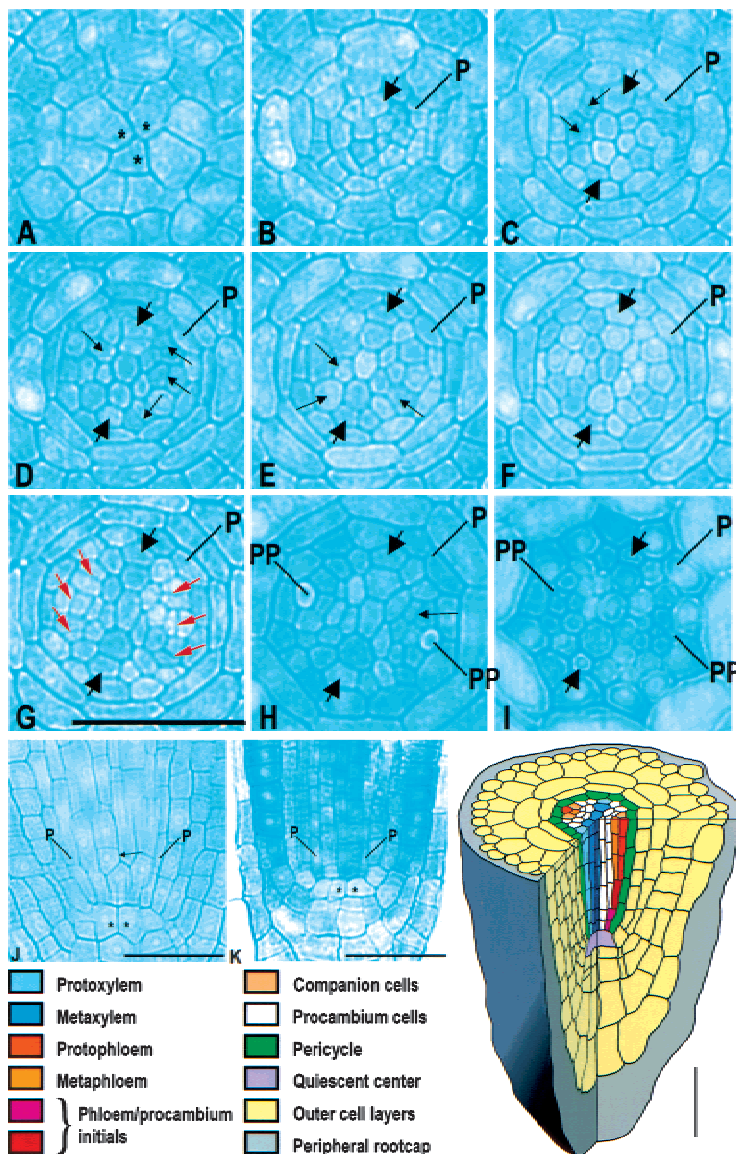 * * *
A
P
B
P
C
P
D
P
E
P
F
P
G
P
PP
PP
H
P
PP
PP
I
P P
* *
J
P P
* *
K
Protoxylem
Metaxylem
Protophloem
Metaphloem
Phloem/procambium
initials
Companion cells
Procambium cells
Pericycle
Quiescent center
Outer cell layers
Peripheral rootcap